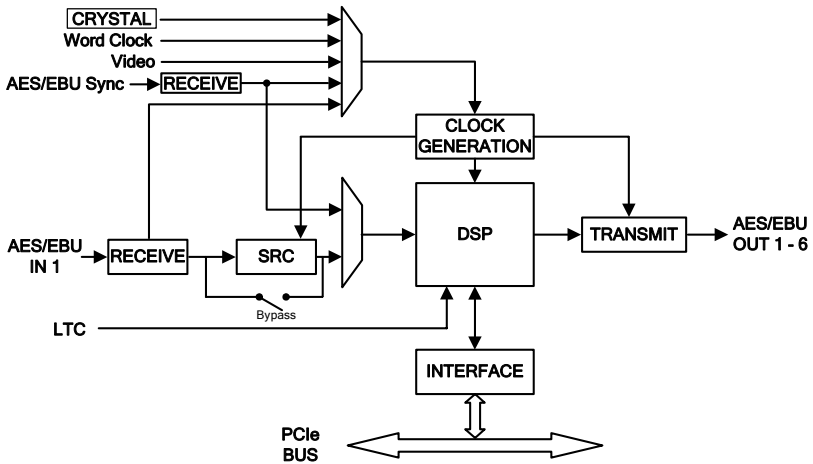 CRYSTAL
Word Clock
Video
AES/EBU Sync
RECEIVE
CLOCK
GENERATION
AES/EBU
IN 1
RECEIVE
SRC
Bypass
DSP
TRANSMIT
AES/EBU
OUT 1 - 6
LTC
INTERFACE
PCIe
BUS